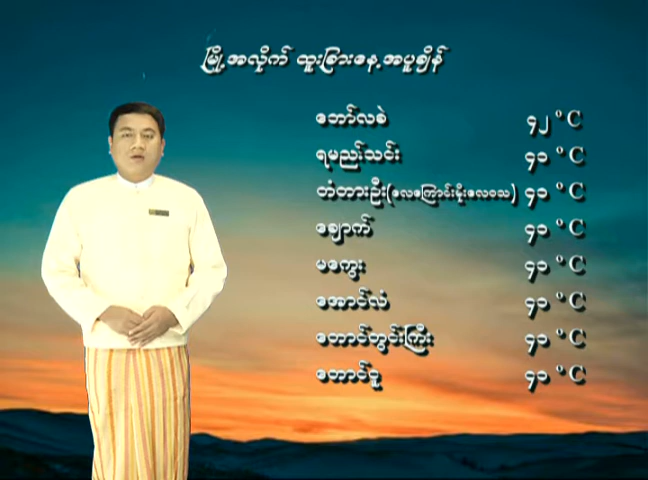 မြို့အလိုက် ထူးခြားနေ့အပူချိန်
ဘော်လခဲ ၄၂ °C
ရမည်းသင်း ၄၁ °C
တံတားဦး(လေကြောင်းမိုးလေဝသ) ၄၁ °C
ချောက် ၄၁ °C
မကွေး ၄၁ °C
အောင်လံ ၄၁ °C
တောင်တွင်းကြီး ၄၁ °C
တောင်ငူ ၄၁ °C